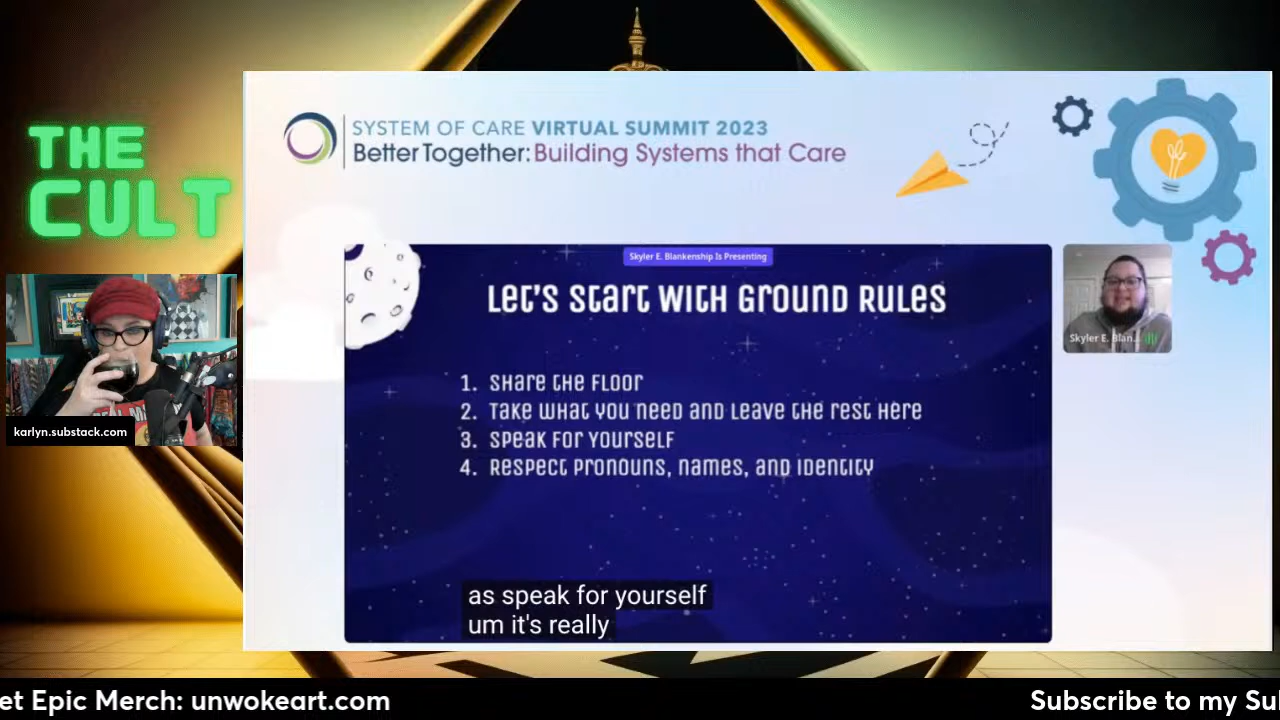 THE
CULT
SYSTEM OF CARE VIRTUAL SUMMIT 2023
Better Together: Building Systems that Care
Skyler E. Blankenship Is Presenting
Let's Start With Ground Rules
1. Share the Floor
2. Take what you need and leave the rest here
3. Speak for yourself
4. Respect pronouns, names, and identity
Skyler E. Blan...
karlyn.substack.com
as speak for yourself
um it's really
et Epic Merch: unwokeart.com
Subscribe to my Su